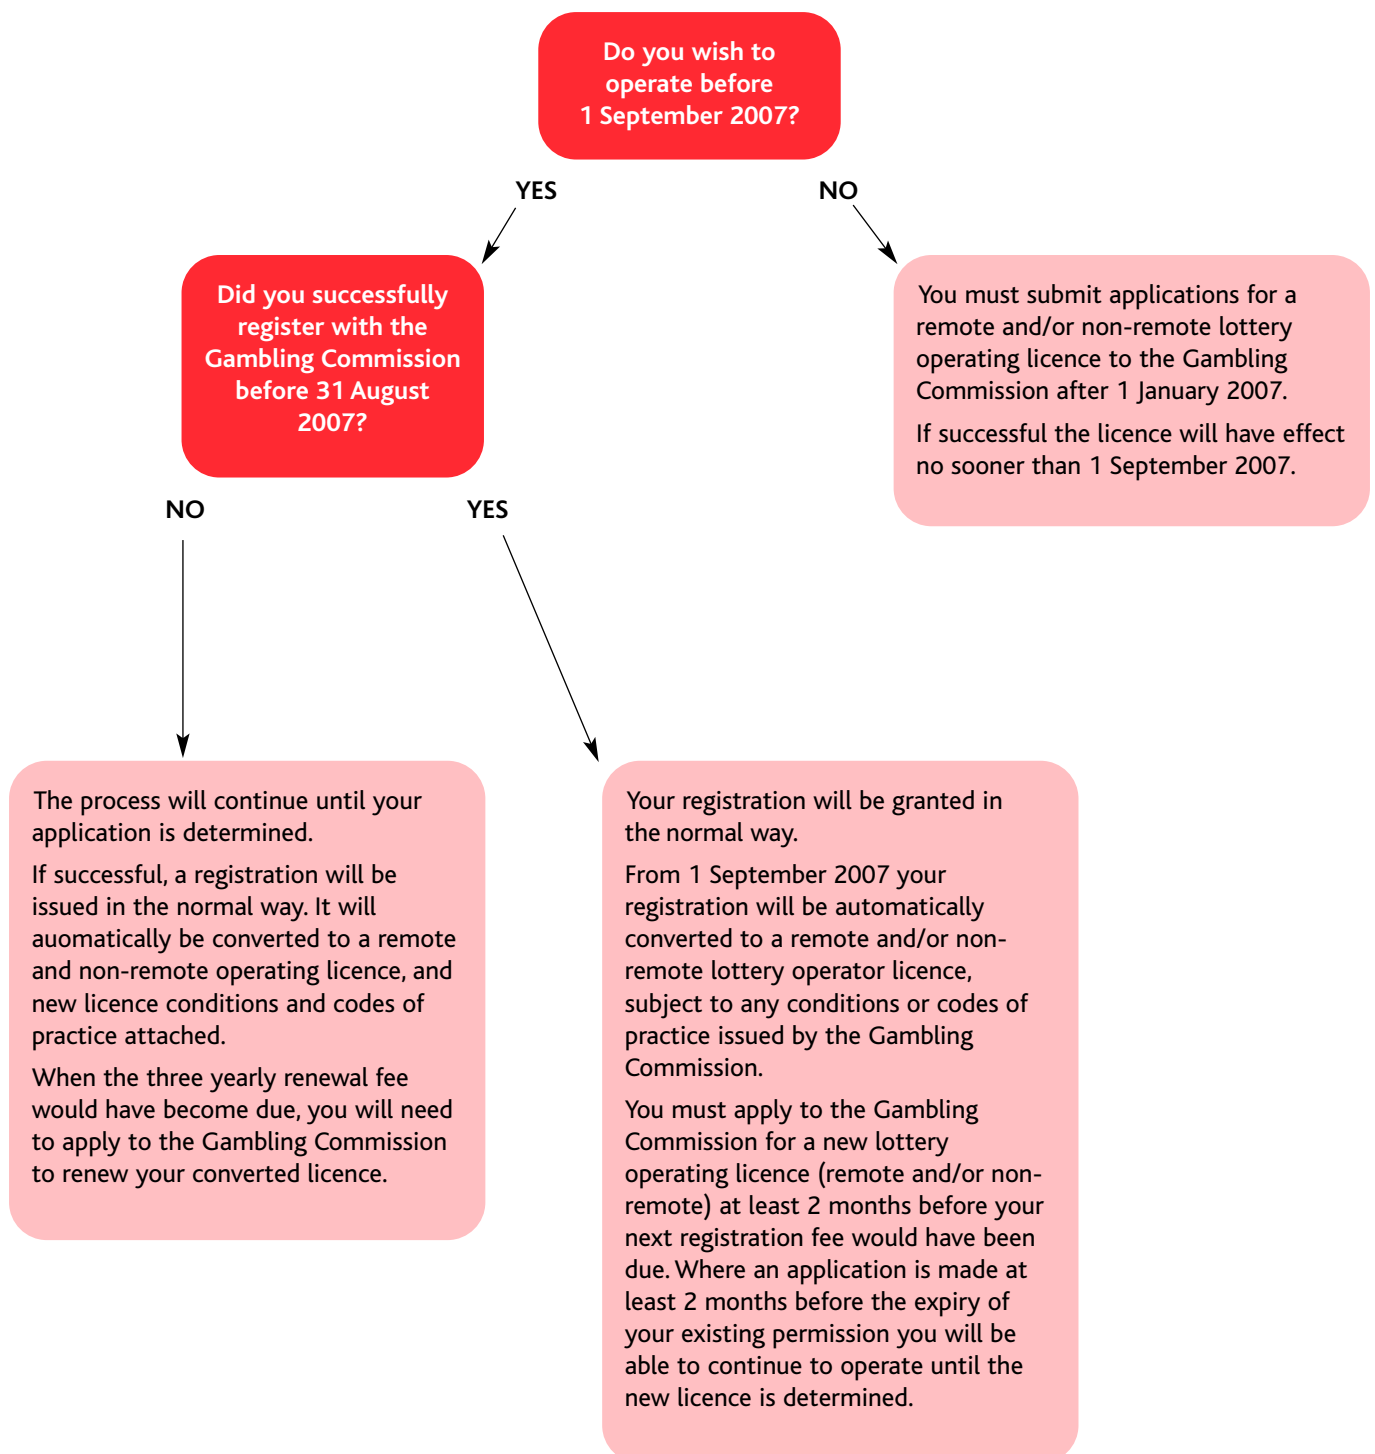 Do you wish to
operate before
1 September 2007?
YES
NO
Did you successfully
register with the
Gambling Commission
before 31 August
2007?
You must submit applications for a
remote and/or non-remote lottery
operating licence to the Gambling
Commission after 1 January 2007.
If successful the licence will have effect
no sooner than 1 September 2007.
NO
YES
The process will continue until your
application is determined.
If successful, a registration will be
issued in the normal way. It will
auomatically be converted to a remote
and non-remote operating licence, and
new licence conditions and codes of
practice attached.
When the three yearly renewal fee
would have become due, you will need
to apply to the Gambling Commission
to renew your converted licence.
Your registration will be granted in
the normal way.
From 1 September 2007 your
registration will be automatically
converted to a remote and/or non-
remote lottery operator licence,
subject to any conditions or codes of
practice issued by the Gambling
Commission.
You must apply to the Gambling
Commission for a new lottery
operating licence (remote and/or non-
remote) at least 2 months before your
next registration fee would have been
due. Where an application is made at
least 2 months before the expiry of
your existing permission you will be
able to continue to operate until the
new licence is determined.